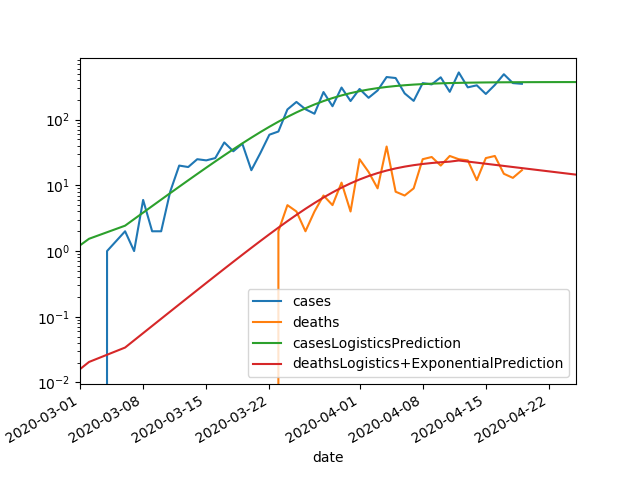 10²
10¹
10⁰
10⁻¹
10⁻²
cases
deaths
casesLogisticsPrediction
deathsLogistics+ExponentialPrediction
2020-03-01
2020-03-08
2020-03-15
2020-03-22
2020-04-01
2020-04-08
2020-04-15
2020-04-22
date